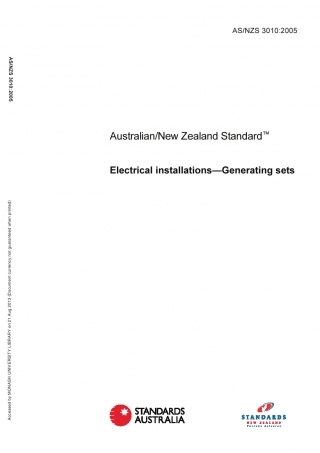 AS/NZS 3010:2005
AS/NZS 3010:2005
Australian/New Zealand Standard™
Electrical installations—Generating sets
Accessed by MONASH UNIVERSITY LIBRARY on 21 Aug 2013 (Document currency not guaranteed when printed)
STANDARDS
AUSTRALIA
STANDARDS
NEW ZEALAND